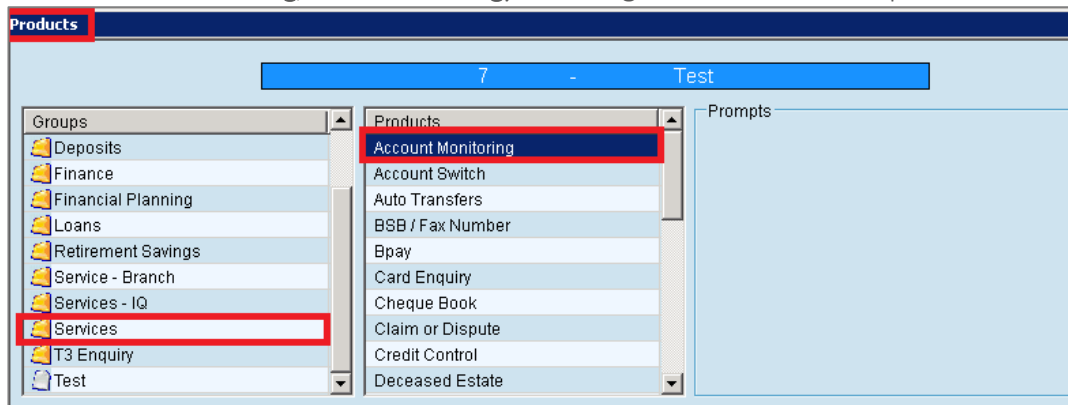 Products
7 - Test
Groups
Deposits
Finance
Financial Planning
Loans
Retirement Savings
Service - Branch
Services - IQ
Services
T3 Enquiry
Test
Products
Account Monitoring
Account Switch
Auto Transfers
BSB / Fax Number
Bpay
Card Enquiry
Cheque Book
Claim or Dispute
Credit Control
Deceased Estate
Prompts